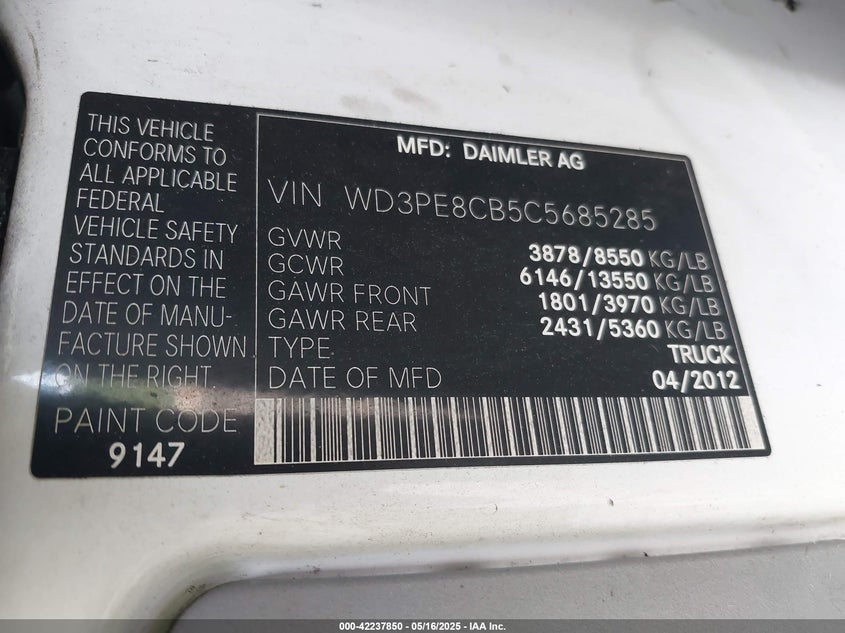 THIS VEHICLE
CONFORMS TO
ALL APPLICABLE
FEDERAL
VEHICLE SAFETY
STANDARDS IN
EFFECT ON THE
DATE OF MANU-
FACTURE SHOWN
ON THE RIGHT.
PAINT CODE
9147
MFD: DAIMLER AG
VIN WD3PE8CB5C5685285
GVWR 3878/8550 KG/LB
GCWR 6146/13550 KG/LB
GAWR FRONT 1801/3970 KG/LB
GAWR REAR 2431/5360 KG/LB
TYPE TRUCK
DATE OF MFD 04/2012
000-42237850 - 05/16/2025 - IAA Inc.